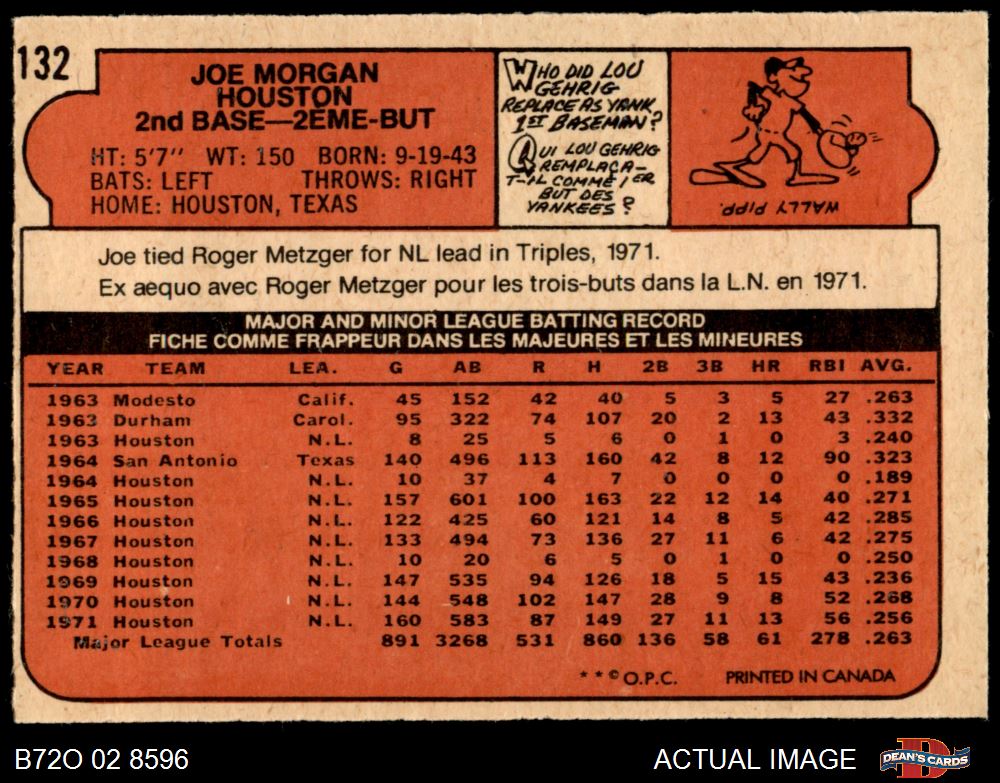 132
JOE MORGAN
HOUSTON
2nd BASE—2EME-BUT
HT: 5'7" WT: 150 BORN: 9-19-43
BATS: LEFT THROWS: RIGHT
HOME: HOUSTON, TEXAS
WHO DID LOU
GEHRIG
REPLACE AS YANK
1ST BASEMAN?
QUI LOU GEHRIG
REMPLAÇA-
T-IL COMME 1ER
BUT DES
YANKEES?
WALLY PIPP.
Joe tied Roger Metzger for NL lead in Triples, 1971.
Ex aequo avec Roger Metzger pour les trois-buts dans la L.N. en 1971.
MAJOR AND MINOR LEAGUE BATTING RECORD
FICHE COMME FRAPPEUR DANS LES MAJEURES ET LES MINEURES
YEAR TEAM LEA. G AB R H 2B 3B HR RBI AVG.
1963 Modesto Calif. 45 152 42 40 5 3 5 27 .263
1963 Durham Carol. 95 322 74 107 20 2 13 43 .332
1963 Houston N.L. 8 25 5 6 0 1 0 3 .240
1964 San Antonio Texas 140 496 113 160 42 8 12 90 .323
1964 Houston N.L. 10 37 4 7 0 0 0 0 .189
1965 Houston N.L. 157 601 100 163 22 12 14 40 .271
1966 Houston N.L. 122 425 60 121 14 8 5 42 .285
1967 Houston N.L. 133 494 73 136 27 11 6 42 .275
1968 Houston N.L. 10 20 6 5 0 1 0 0 .250
1969 Houston N.L. 147 535 94 126 18 5 15 43 .236
1970 Houston N.L. 144 548 102 147 28 9 8 52 .268
1971 Houston N.L. 160 583 87 149 27 11 13 56 .256
Major League Totals 891 3268 531 860 136 58 61 278 .263
**©O.P.C. PRINTED IN CANADA
B72O 02 8596
ACTUAL IMAGE
D
DEAN'S CARDS